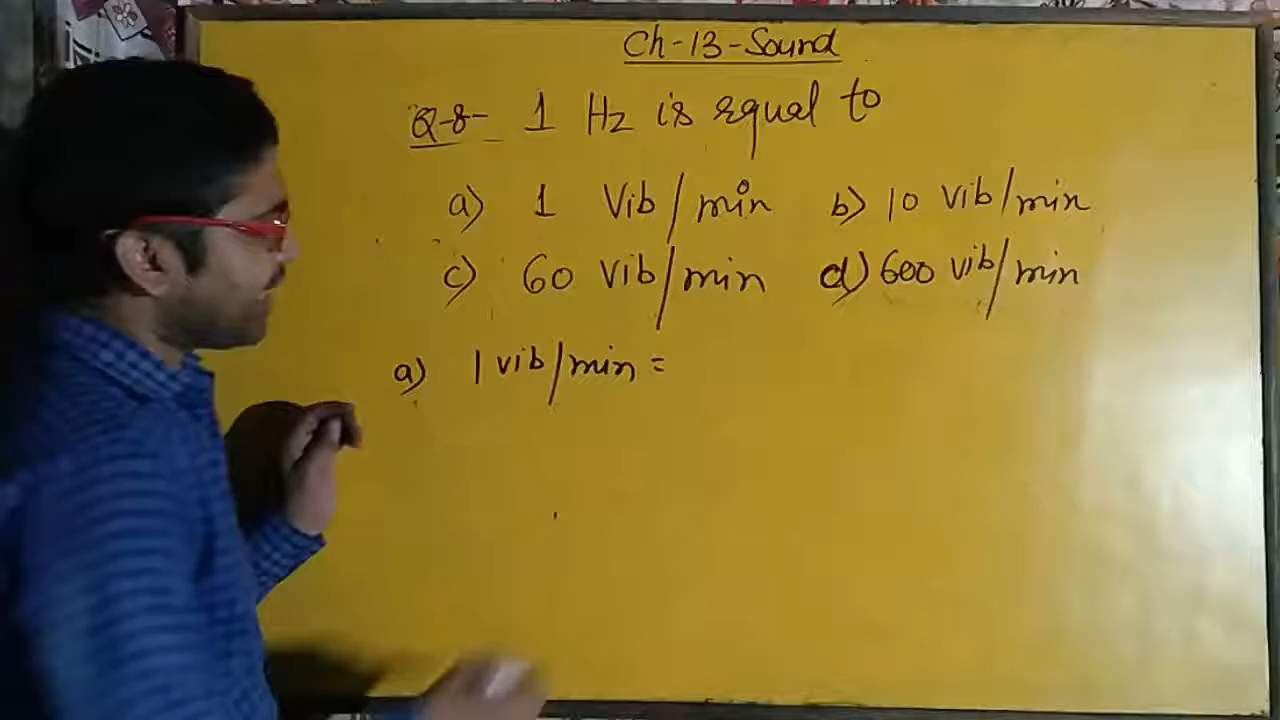 Ch-13-Sound
Q-8- 1 Hz is equal to
a) 1 Vib/min b) 10 Vib/min
c) 60 Vib/min d) 600 vib/min
a) 1 vib/min =